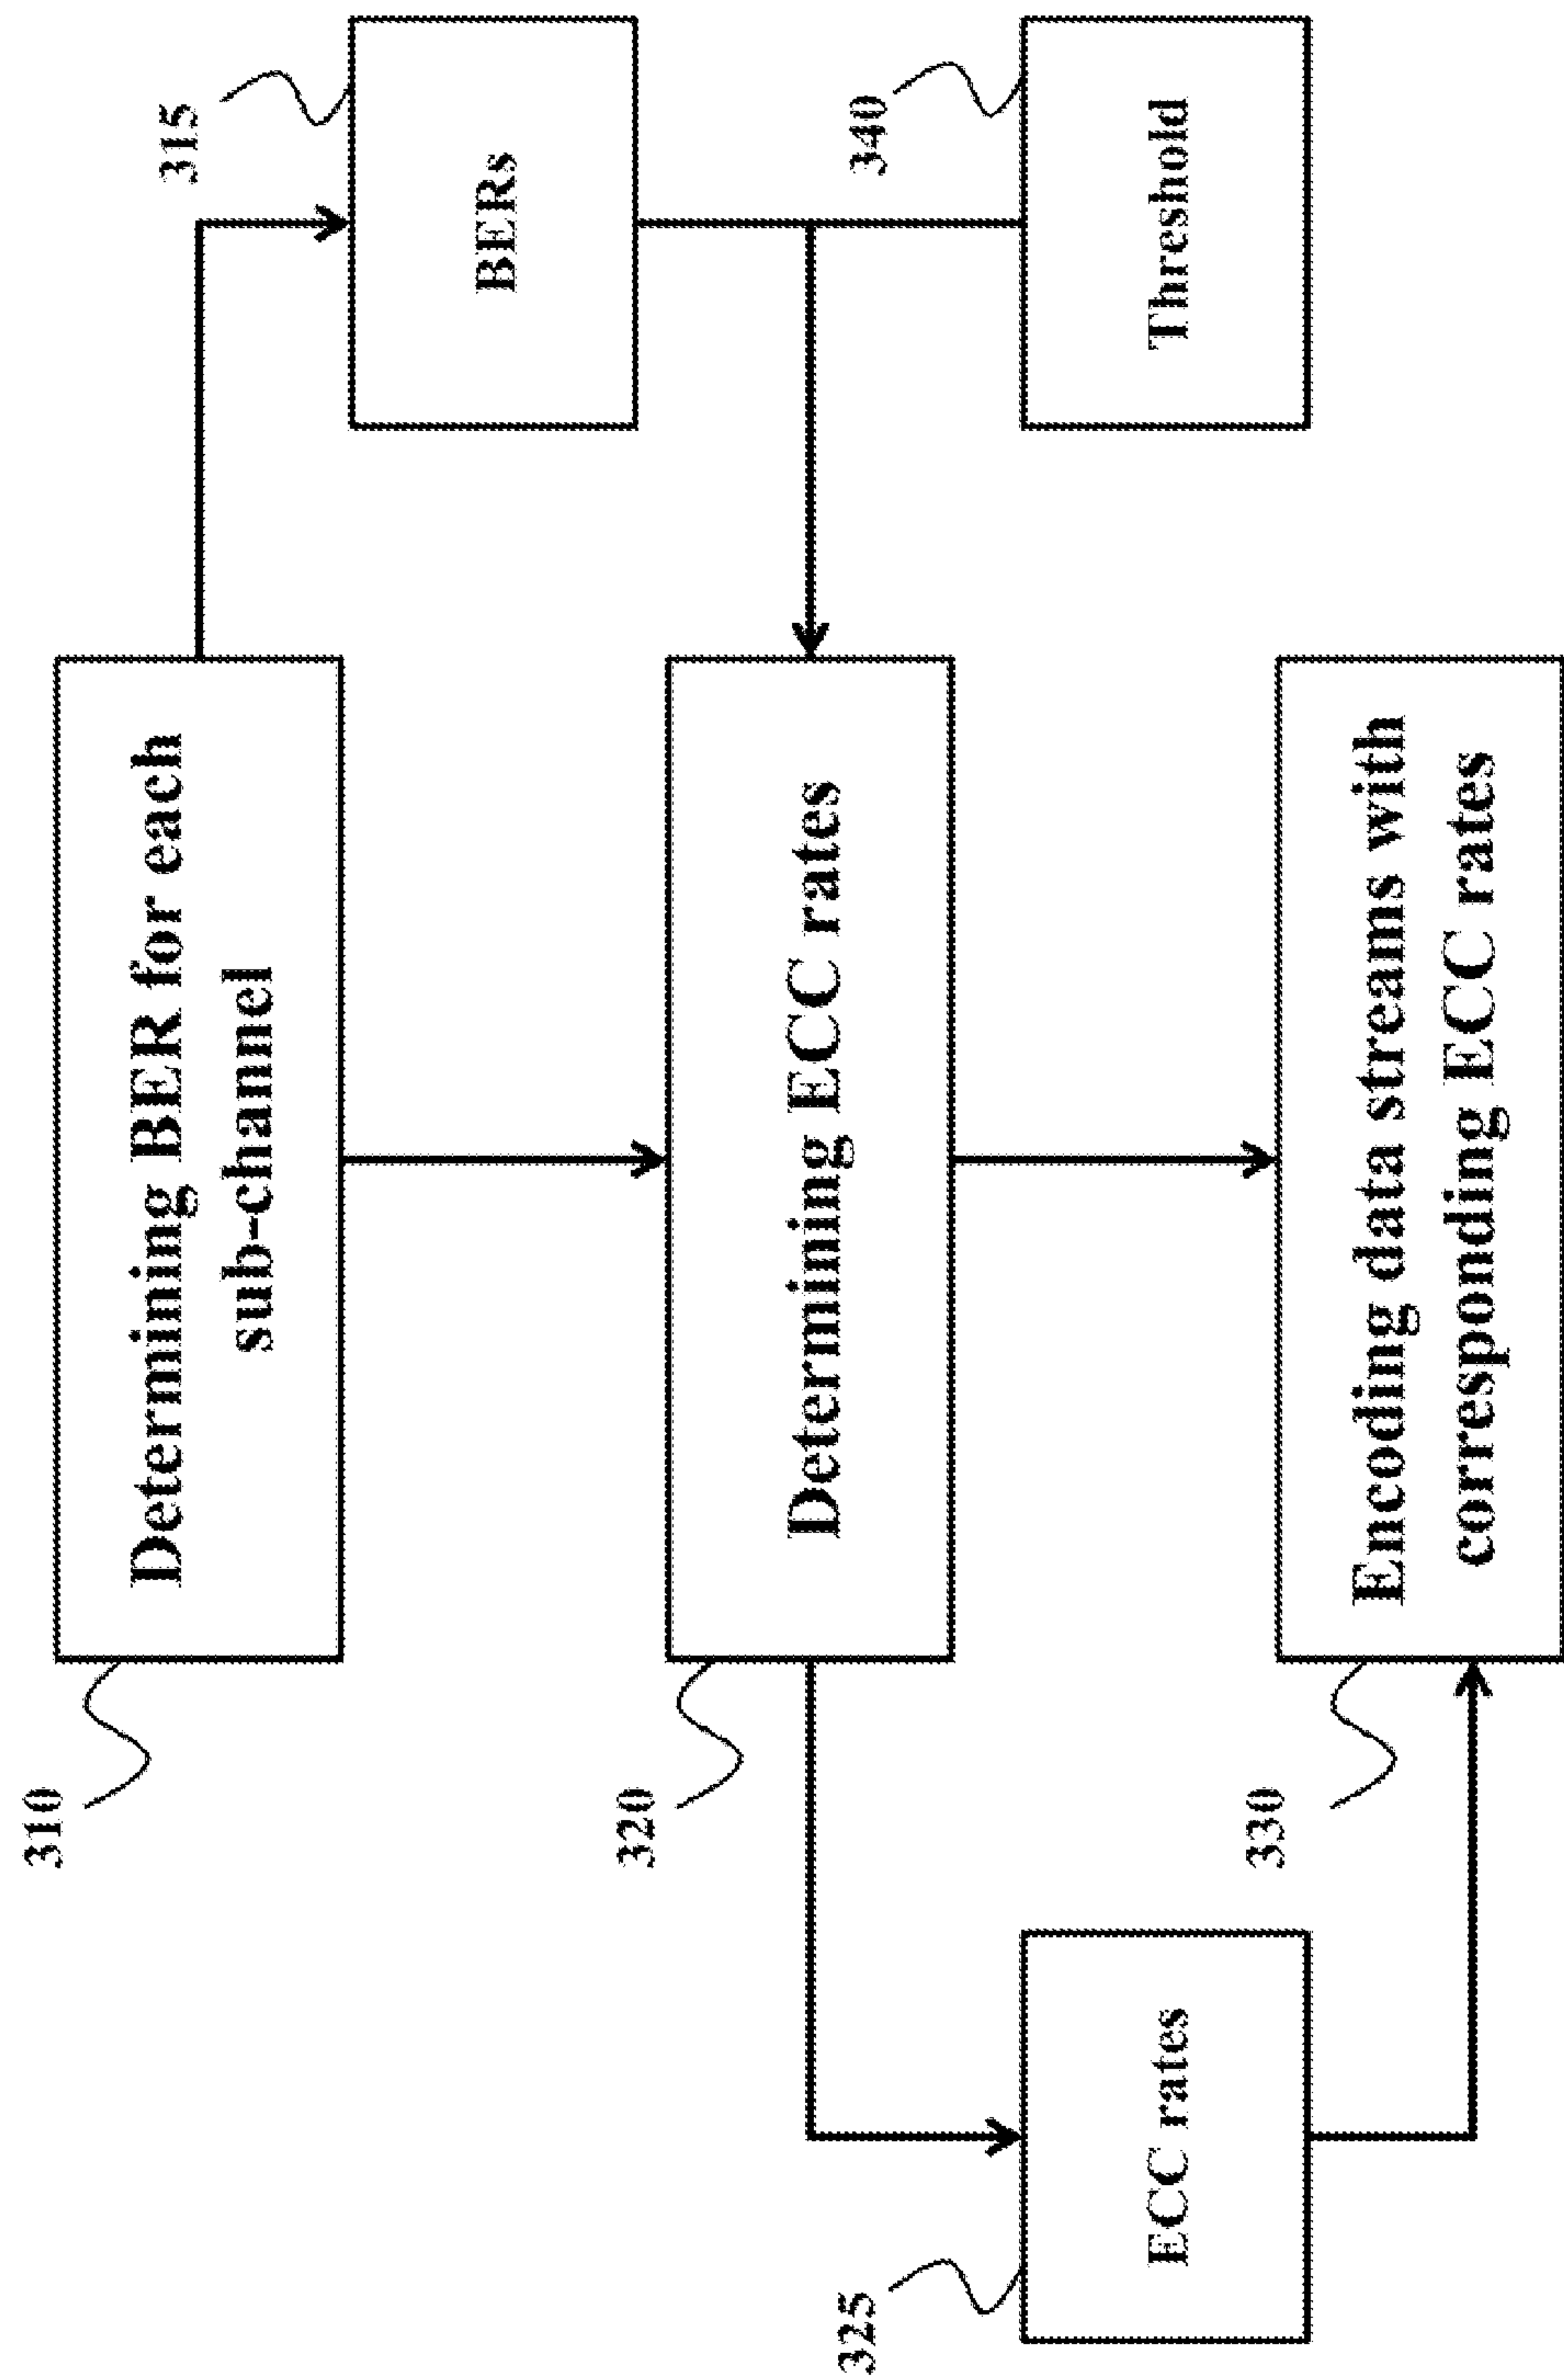 310
Determining BER for each
sub-channel
315
BERs
320
Determining ECC rates
340
Threshold
325
ECC rates
330
Encoding data streams with
corresponding ECC rates